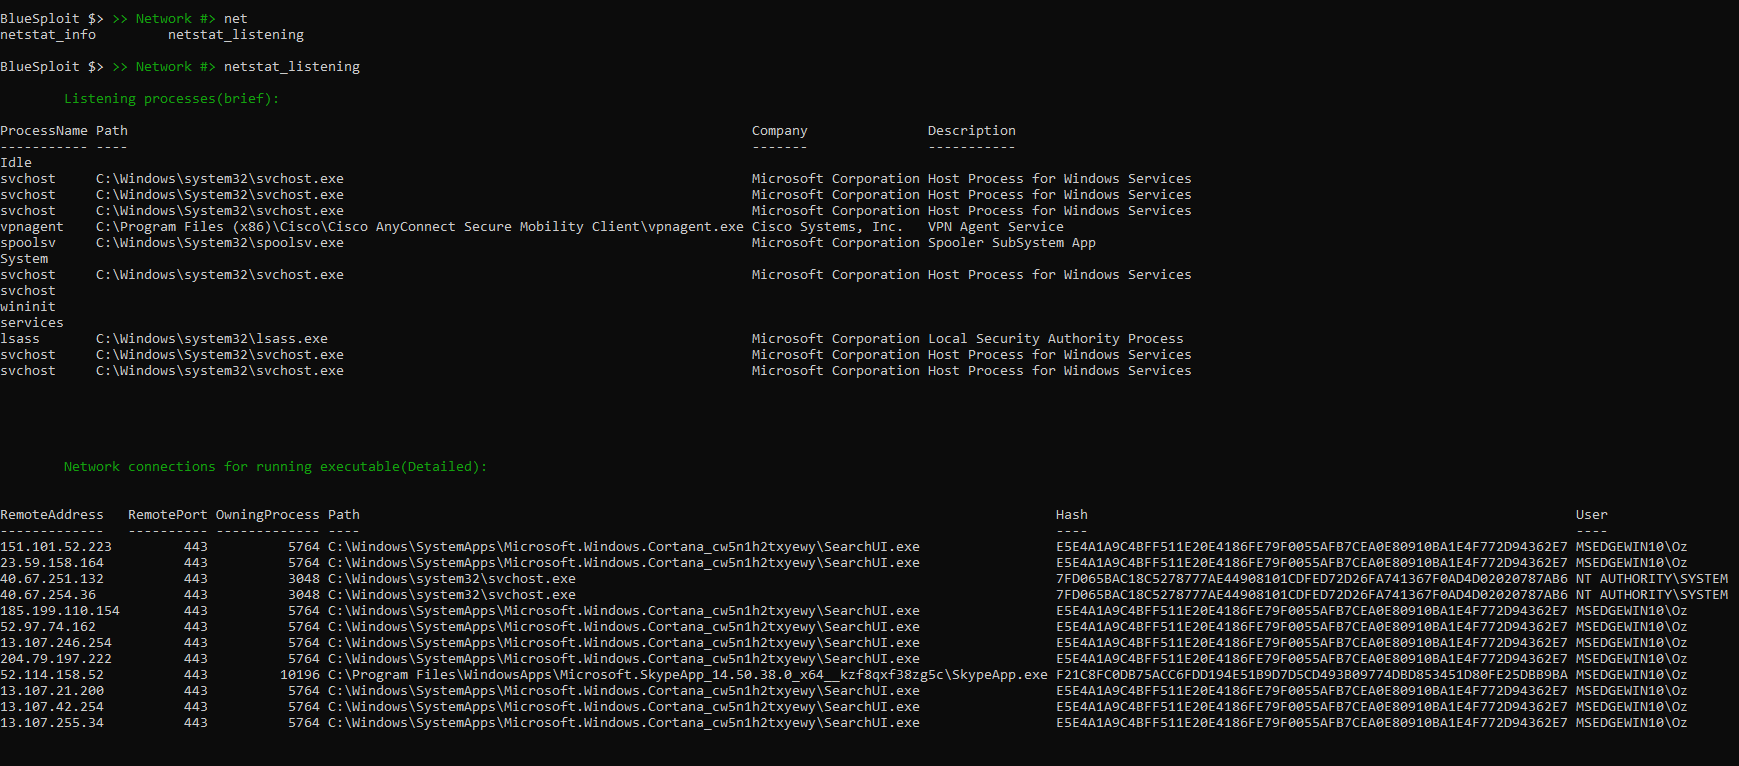 BlueSploit $> >> Network #> net
netstat_info         netstat_listening
BlueSploit $> >> Network #> netstat_listening
Listening processes(brief):
ProcessName Path                                                                              Company               Description
----------- ----                                                                              -------               -----------
Idle
svchost     C:\Windows\system32\svchost.exe                                                   Microsoft Corporation Host Process for Windows Services
svchost     C:\Windows\System32\svchost.exe                                                   Microsoft Corporation Host Process for Windows Services
svchost     C:\Windows\System32\svchost.exe                                                   Microsoft Corporation Host Process for Windows Services
vpnagent    C:\Program Files (x86)\Cisco\Cisco AnyConnect Secure Mobility Client\vpnagent.exe Cisco Systems, Inc.   VPN Agent Service
spoolsv     C:\Windows\System32\spoolsv.exe                                                   Microsoft Corporation Spooler SubSystem App
System
svchost     C:\Windows\system32\svchost.exe                                                   Microsoft Corporation Host Process for Windows Services
svchost
wininit
services
lsass       C:\Windows\system32\lsass.exe                                                     Microsoft Corporation Local Security Authority Process
svchost     C:\Windows\system32\svchost.exe                                                   Microsoft Corporation Host Process for Windows Services
svchost     C:\Windows\system32\svchost.exe                                                   Microsoft Corporation Host Process for Windows Services
Network connections for running executable(Detailed):
RemoteAddress   RemotePort OwningProcess Path                                                                                       Hash                                                             User
-------------   ---------- ------------- ----                                                                                       ----                                                             ----
151.101.52.223         443          5764 C:\Windows\SystemApps\Microsoft.Windows.Cortana_cw5n1h2txyewy\SearchUI.exe                 E5E4A1A9C4BFF511E20E4186FE79F0055AFB7CEA0E80910BA1E4F772D94362E7 MSEDGEWIN10\Oz
23.59.158.164          443          5764 C:\Windows\SystemApps\Microsoft.Windows.Cortana_cw5n1h2txyewy\SearchUI.exe                 E5E4A1A9C4BFF511E20E4186FE79F0055AFB7CEA0E80910BA1E4F772D94362E7 MSEDGEWIN10\Oz
40.67.251.132          443          3048 C:\Windows\system32\svchost.exe                                                            7FD065BAC18C5278777AE44908101CDFED72D26FA741367F0AD4D02020787AB6 NT AUTHORITY\SYSTEM
40.67.254.36           443          3048 C:\Windows\system32\svchost.exe                                                            7FD065BAC18C5278777AE44908101CDFED72D26FA741367F0AD4D02020787AB6 NT AUTHORITY\SYSTEM
185.199.110.154        443          5764 C:\Windows\SystemApps\Microsoft.Windows.Cortana_cw5n1h2txyewy\SearchUI.exe                 E5E4A1A9C4BFF511E20E4186FE79F0055AFB7CEA0E80910BA1E4F772D94362E7 MSEDGEWIN10\Oz
52.97.74.162           443          5764 C:\Windows\SystemApps\Microsoft.Windows.Cortana_cw5n1h2txyewy\SearchUI.exe                 E5E4A1A9C4BFF511E20E4186FE79F0055AFB7CEA0E80910BA1E4F772D94362E7 MSEDGEWIN10\Oz
13.107.246.254         443          5764 C:\Windows\SystemApps\Microsoft.Windows.Cortana_cw5n1h2txyewy\SearchUI.exe                 E5E4A1A9C4BFF511E20E4186FE79F0055AFB7CEA0E80910BA1E4F772D94362E7 MSEDGEWIN10\Oz
204.79.197.222         443          5764 C:\Windows\SystemApps\Microsoft.Windows.Cortana_cw5n1h2txyewy\SearchUI.exe                 E5E4A1A9C4BFF511E20E4186FE79F0055AFB7CEA0E80910BA1E4F772D94362E7 MSEDGEWIN10\Oz
52.114.158.52          443         10196 C:\Program Files\WindowsApps\Microsoft.SkypeApp_14.50.38.0_x64__kzf8qxf38zg5c\SkypeApp.exe F21C8FC0DB75ACC6FDD194E51B9D7D5CD493B09774DBD853451D80FE25DBB9BA MSEDGEWIN10\Oz
13.107.21.200          443          5764 C:\Windows\SystemApps\Microsoft.Windows.Cortana_cw5n1h2txyewy\SearchUI.exe                 E5E4A1A9C4BFF511E20E4186FE79F0055AFB7CEA0E80910BA1E4F772D94362E7 MSEDGEWIN10\Oz
13.107.42.254          443          5764 C:\Windows\SystemApps\Microsoft.Windows.Cortana_cw5n1h2txyewy\SearchUI.exe                 E5E4A1A9C4BFF511E20E4186FE79F0055AFB7CEA0E80910BA1E4F772D94362E7 MSEDGEWIN10\Oz
13.107.255.34          443          5764 C:\Windows\SystemApps\Microsoft.Windows.Cortana_cw5n1h2txyewy\SearchUI.exe                 E5E4A1A9C4BFF511E20E4186FE79F0055AFB7CEA0E80910BA1E4F772D94362E7 MSEDGEWIN10\Oz